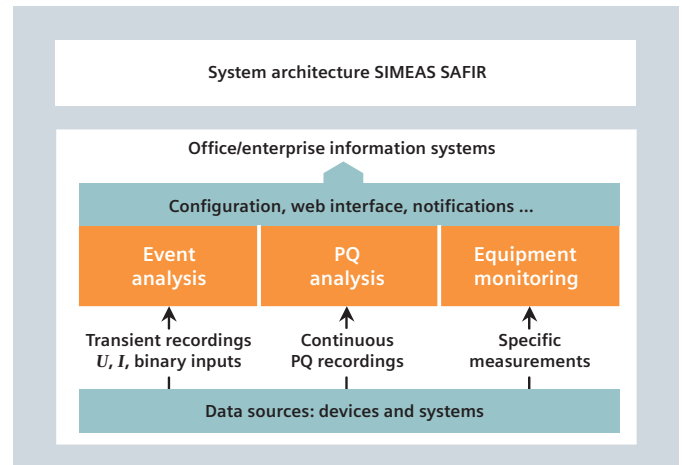 System architecture SIMEAS SAFIR
Office/enterprise information systems
Configuration, web interface, notifications ...
Event
analysis
PQ
analysis
Equipment
monitoring
Transient recordings
U, I, binary inputs
Continuous
PQ recordings
Specific
measurements
Data sources: devices and systems